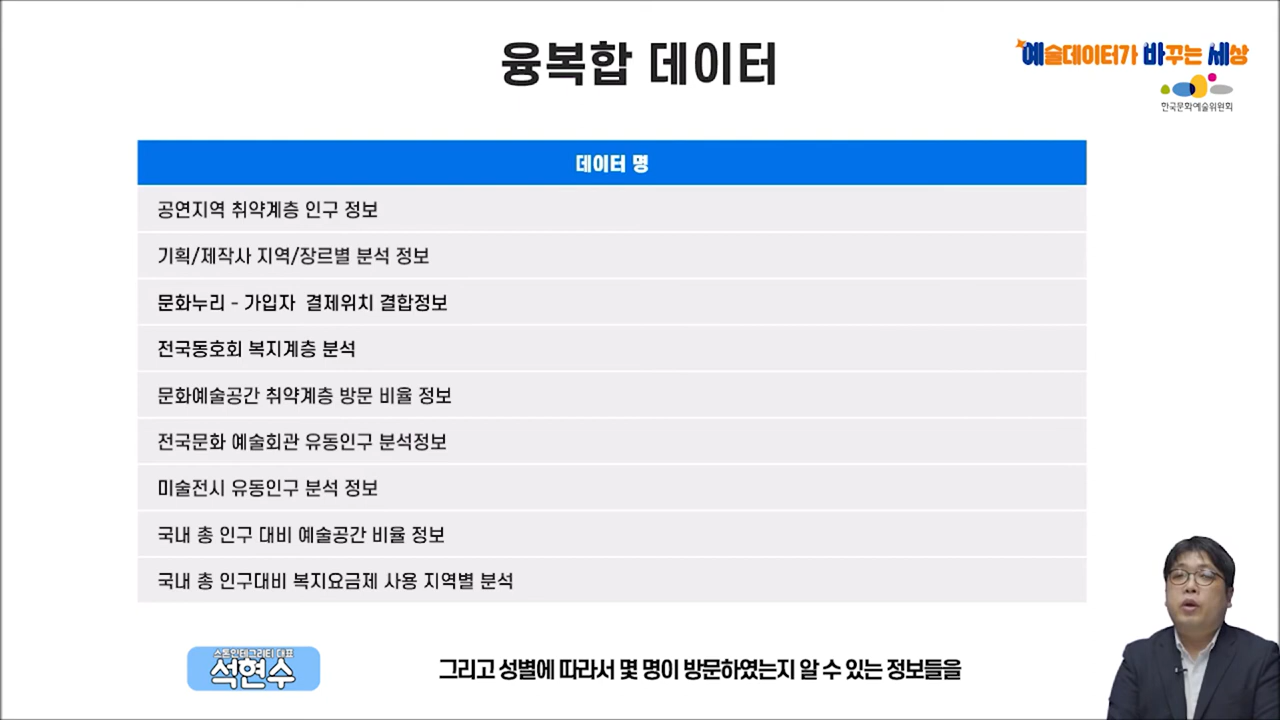 융복합 데이터
예술데이터가 바꾸는 세상
한국문화예술위원회
데이터 명
공연지역 취약계층 인구 정보
기획/제작사 지역/장르별 분석 정보
문화누리 - 가입자 결제위치 결합정보
전국동호회 복지계층 분석
문화예술공간 취약계층 방문 비율 정보
전국문화 예술회관 유동인구 분석정보
미술전시 유동인구 분석 정보
국내 총 인구 대비 예술공간 비율 정보
국내 총 인구대비 복지요금제 사용 지역별 분석
스톤인테그리티 대표
석현수
그리고 성별에 따라서 몇 명이 방문하였는지 알 수 있는 정보들을